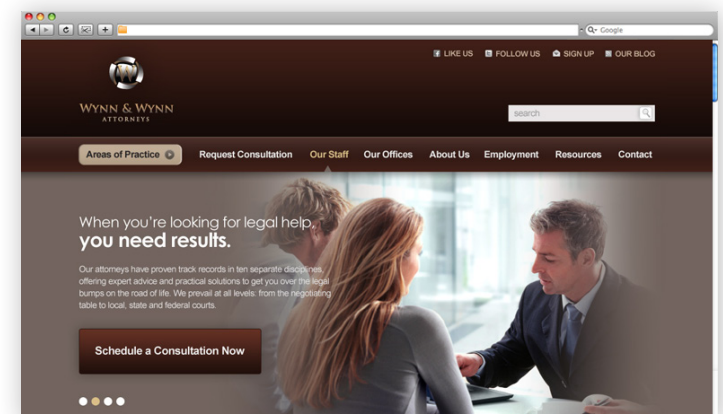 Google
LIKE US FOLLOW US SIGN UP OUR BLOG
W
WYNN & WYNN
ATTORNEYS
search
Areas of Practice Request Consultation Our Staff Our Offices About Us Employment Resources Contact
When you're looking for legal help,
you need results.
Our attorneys have proven track records in ten separate disciplines,
offering expert advice and practical solutions to get you over the legal
bumps on the road of life. We prevail at all levels: from the negotiating
table to local, state and federal courts.
Schedule a Consultation Now